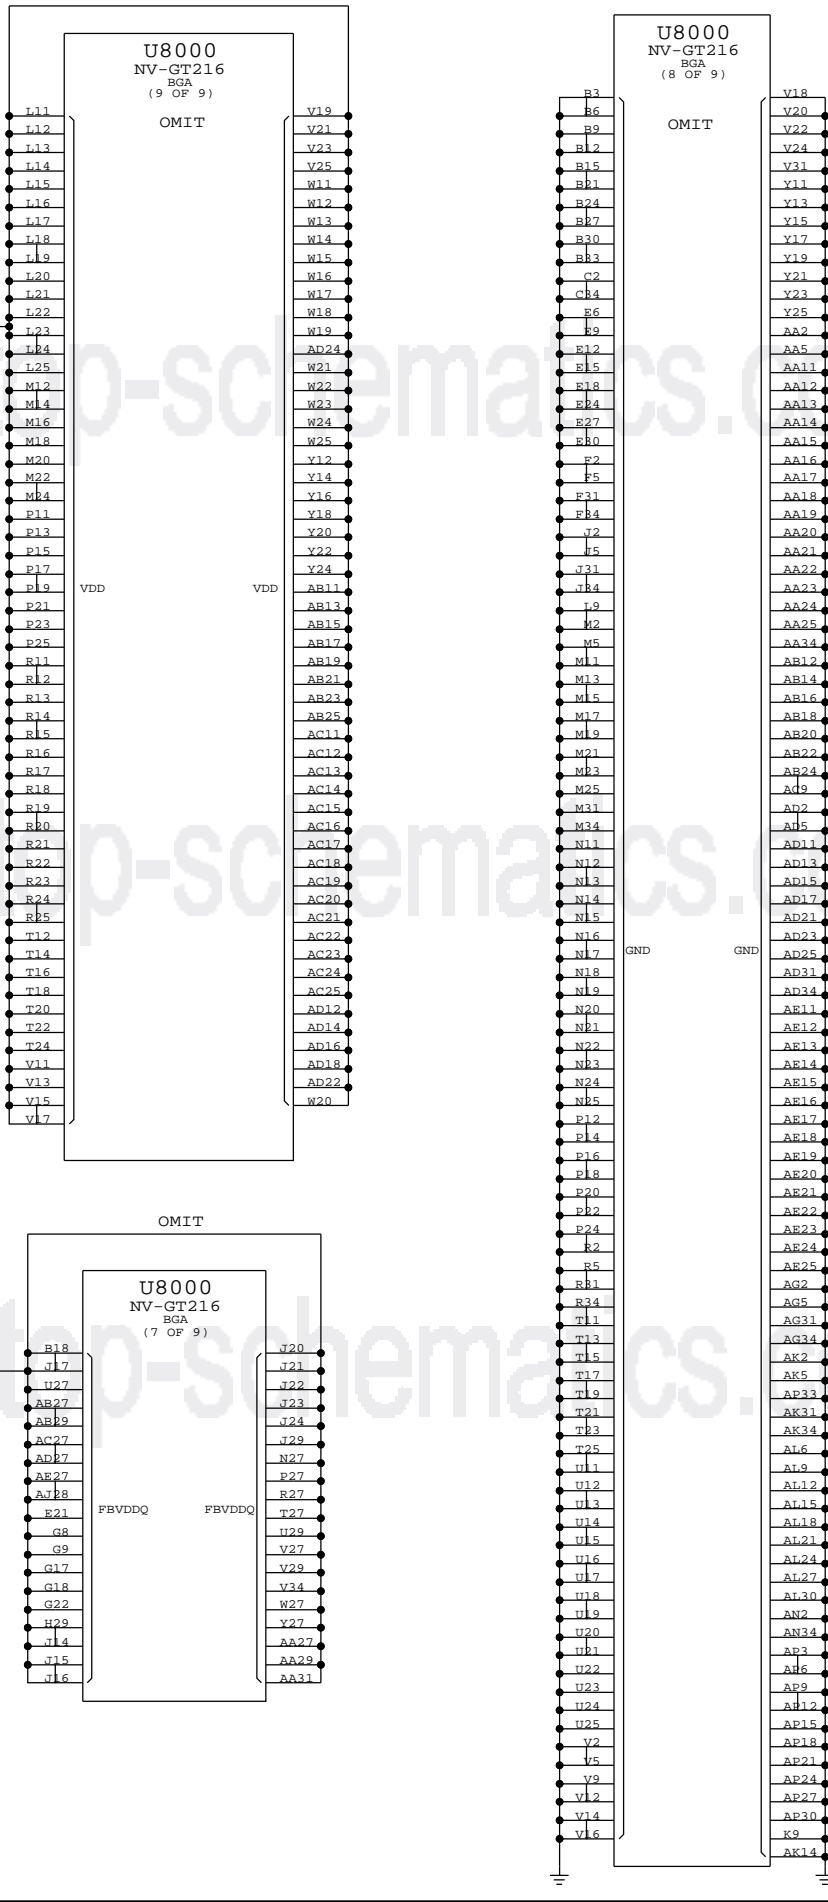 U8000
NV-GT216
BGA
(9 OF 9)
OMIT
L11
L12
L13
L14
L15
L16
L17
L18
L19
L20
L21
L22
L23
L24
L25
M12
M14
M16
M18
M20
M22
M24
P11
P13
P15
P17
P19
P21
P23
P25
R11
R12
R13
R14
R15
R16
R17
R18
R19
R20
R21
R22
R23
R24
R25
T12
T14
T16
T18
T20
T22
T24
V11
V13
V15
V17
VDD
VDD
V19
V21
V23
V25
W11
W12
W13
W14
W15
W16
W17
W18
W19
AD24
W21
W22
W23
W24
W25
Y12
Y14
Y16
Y18
Y20
Y22
Y24
AB11
AB13
AB15
AB17
AB19
AB21
AB23
AB25
AC11
AC12
AC13
AC14
AC15
AC16
AC17
AC18
AC19
AC20
AC21
AC22
AC23
AC24
AC25
AD12
AD14
AD16
AD18
AD22
W20
OMIT
U8000
NV-GT216
BGA
(7 OF 9)
B18
J17
U27
AB27
AB29
AC27
AD27
AE27
AJ28
E21
G8
G9
G17
G18
G22
H29
J14
J15
J16
FBVDDQ
FBVDDQ
J20
J21
J22
J23
J24
J29
N27
P27
R27
T27
U29
V27
V29
V34
W27
Y27
AA27
AA29
AA31
U8000
NV-GT216
BGA
(8 OF 9)
OMIT
B3
B6
B9
B12
B15
B21
B24
B27
B30
B33
C2
C34
E6
E9
E12
E15
E18
E24
E27
E30
F2
F5
F31
F34
J2
J5
J31
J34
L9
M2
M5
M11
M13
M15
M17
M19
M21
M23
M25
M31
M34
N11
N12
N13
N14
N15
N16
N17
N18
N19
N20
N21
N22
N23
N24
N25
P12
P14
P16
P18
P20
P22
P24
R2
R5
R31
R34
T11
T13
T15
T17
T19
T21
T23
T25
U11
U12
U13
U14
U15
U16
U17
U18
U19
U20
U21
U22
U23
U24
U25
V2
V5
V9
V12
V14
V16
GND
GND
V18
V20
V22
V24
V31
Y11
Y13
Y15
Y17
Y19
Y21
Y23
Y25
AA2
AA5
AA11
AA12
AA13
AA14
AA15
AA16
AA17
AA18
AA19
AA20
AA21
AA22
AA23
AA24
AA25
AA34
AB12
AB14
AB16
AB18
AB20
AB22
AB24
AC9
AD2
AD5
AD11
AD13
AD15
AD17
AD21
AD23
AD25
AD31
AD34
AE11
AE12
AE13
AE14
AE15
AE16
AE17
AE18
AE19
AE20
AE21
AE22
AE23
AE24
AE25
AG2
AG5
AG31
AG34
AK2
AK5
AP33
AK31
AK34
AL6
AL9
AL12
AL15
AL18
AL21
AL24
AL27
AL30
AN2
AN34
AP3
AP6
AP9
AP12
AP15
AP18
AP21
AP24
AP27
AP30
K9
AK14
op-schematics.c
op-schematics.c
top-schematics.c